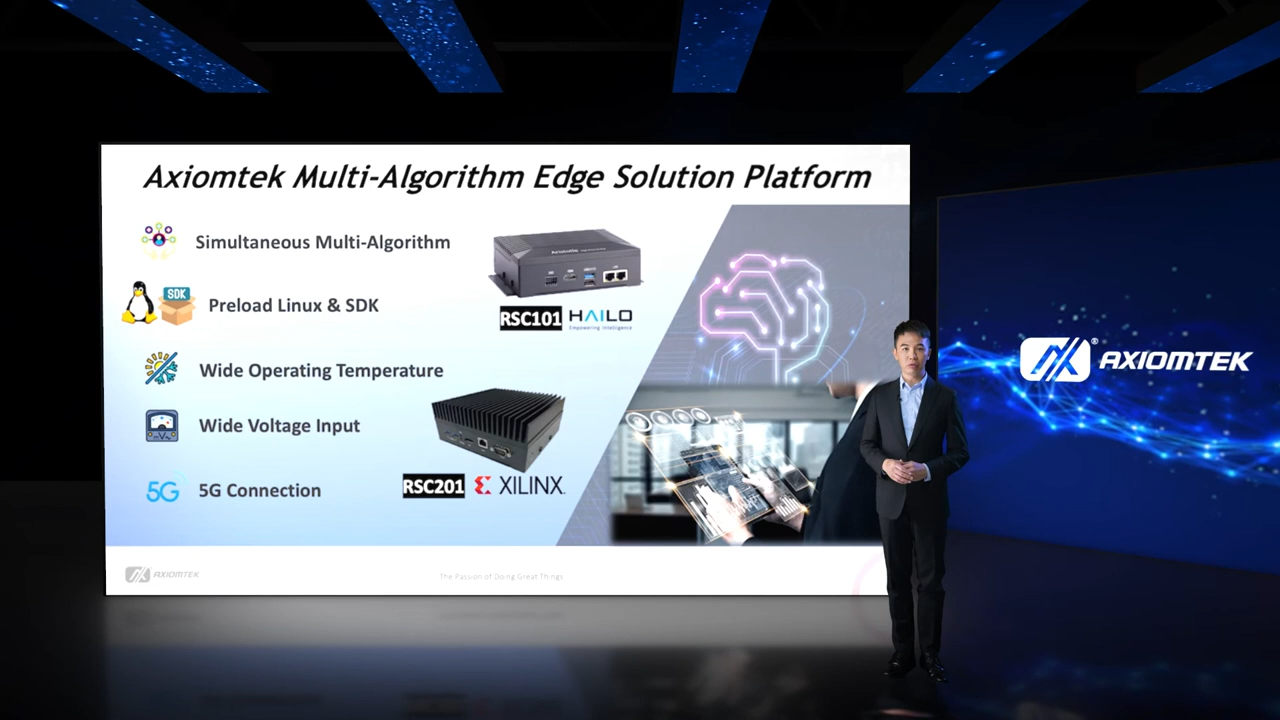 Axiomtek Multi-Algorithm Edge Solution Platform
Simultaneous Multi-Algorithm
SDK
Preload Linux & SDK
RSC101 HAILO
Empowering Intelligence
Wide Operating Temperature
Wide Voltage Input
RSC201 XILINX
5G 5G Connection
AXIOMTEK
The Passion of Doing Great Things
® AXIOMTEK